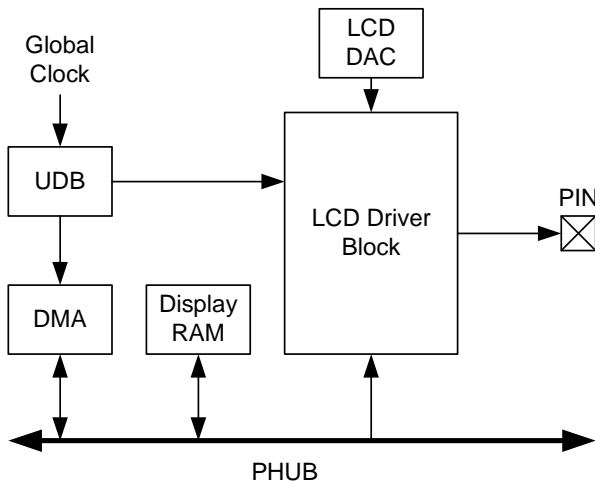 LCD
DAC
Global
Clock
UDB
LCD Driver
Block
PIN
DMA
Display
RAM
PHUB